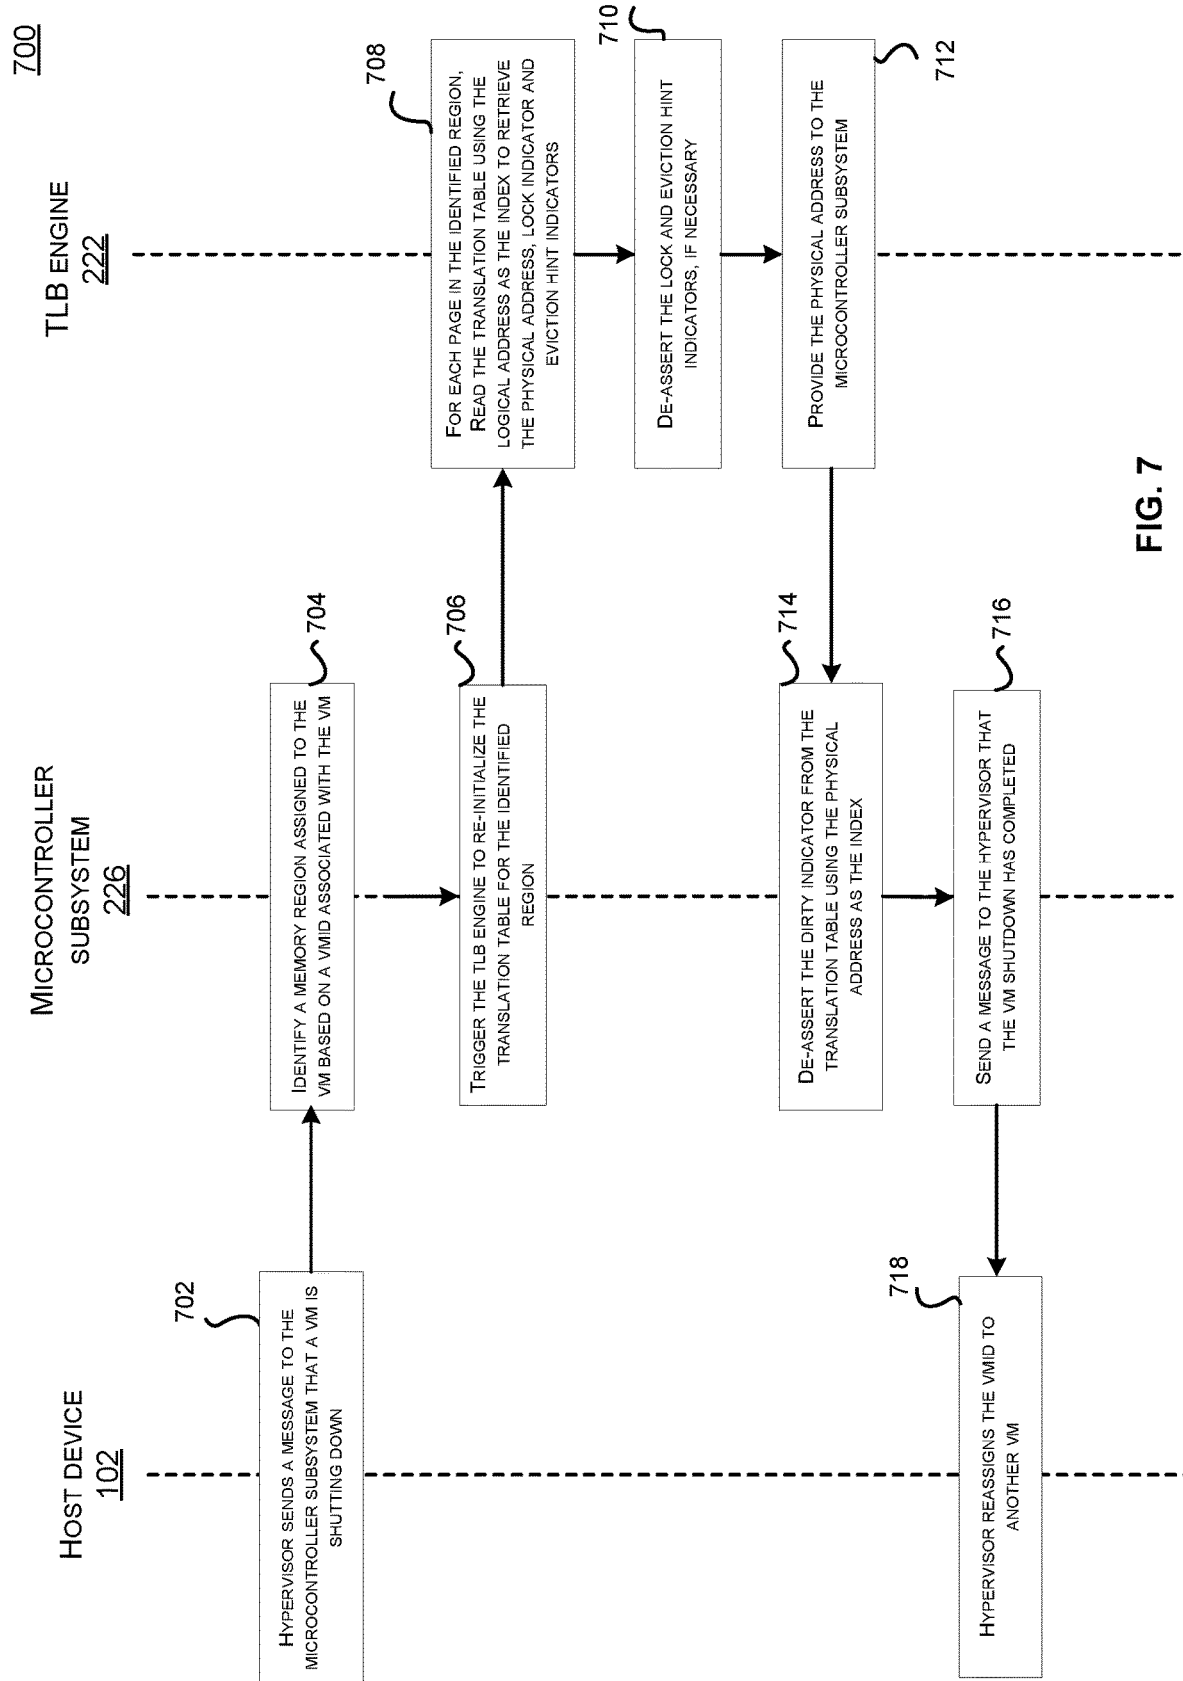 700
HOST DEVICE
102
MICROCONTROLLER
SUBSYSTEM
226
TLB ENGINE
222
702
HYPERVISOR SENDS A MESSAGE TO THE
MICROCONTROLLER SUBSYSTEM THAT A VM IS
SHUTTING DOWN
704
IDENTIFY A MEMORY REGION ASSIGNED TO THE
VM BASED ON A VMID ASSOCIATED WITH THE VM
706
TRIGGER THE TLB ENGINE TO RE-INITIALIZE THE
TRANSLATION TABLE FOR THE IDENTIFIED
REGION
708
FOR EACH PAGE IN THE IDENTIFIED REGION,
READ THE TRANSLATION TABLE USING THE
LOGICAL ADDRESS AS THE INDEX TO RETRIEVE
THE PHYSICAL ADDRESS, LOCK INDICATOR AND
EVICTION HINT INDICATORS
710
DE-ASSERT THE LOCK AND EVICTION HINT
INDICATORS, IF NECESSARY
712
PROVIDE THE PHYSICAL ADDRESS TO THE
MICROCONTROLLER SUBSYSTEM
714
DE-ASSERT THE DIRTY INDICATOR FROM THE
TRANSLATION TABLE USING THE PHYSICAL
ADDRESS AS THE INDEX
716
SEND A MESSAGE TO THE HYPERVISOR THAT
THE VM SHUTDOWN HAS COMPLETED
718
HYPERVISOR REASSIGNS THE VMID TO
ANOTHER VM
FIG. 7